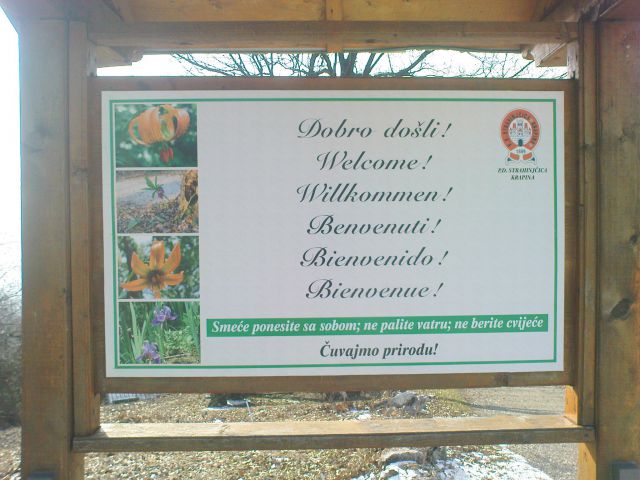 Dobro došli!
Welcome!
Willkommen!
Benvenuti!
Bienvenido!
Bienvenue!
P.D. STRAHINJČICA
KRAPINA
Smeće ponesite sa sobom; ne palite vatru; ne berite cvijeće
Čuvajmo prirodu!